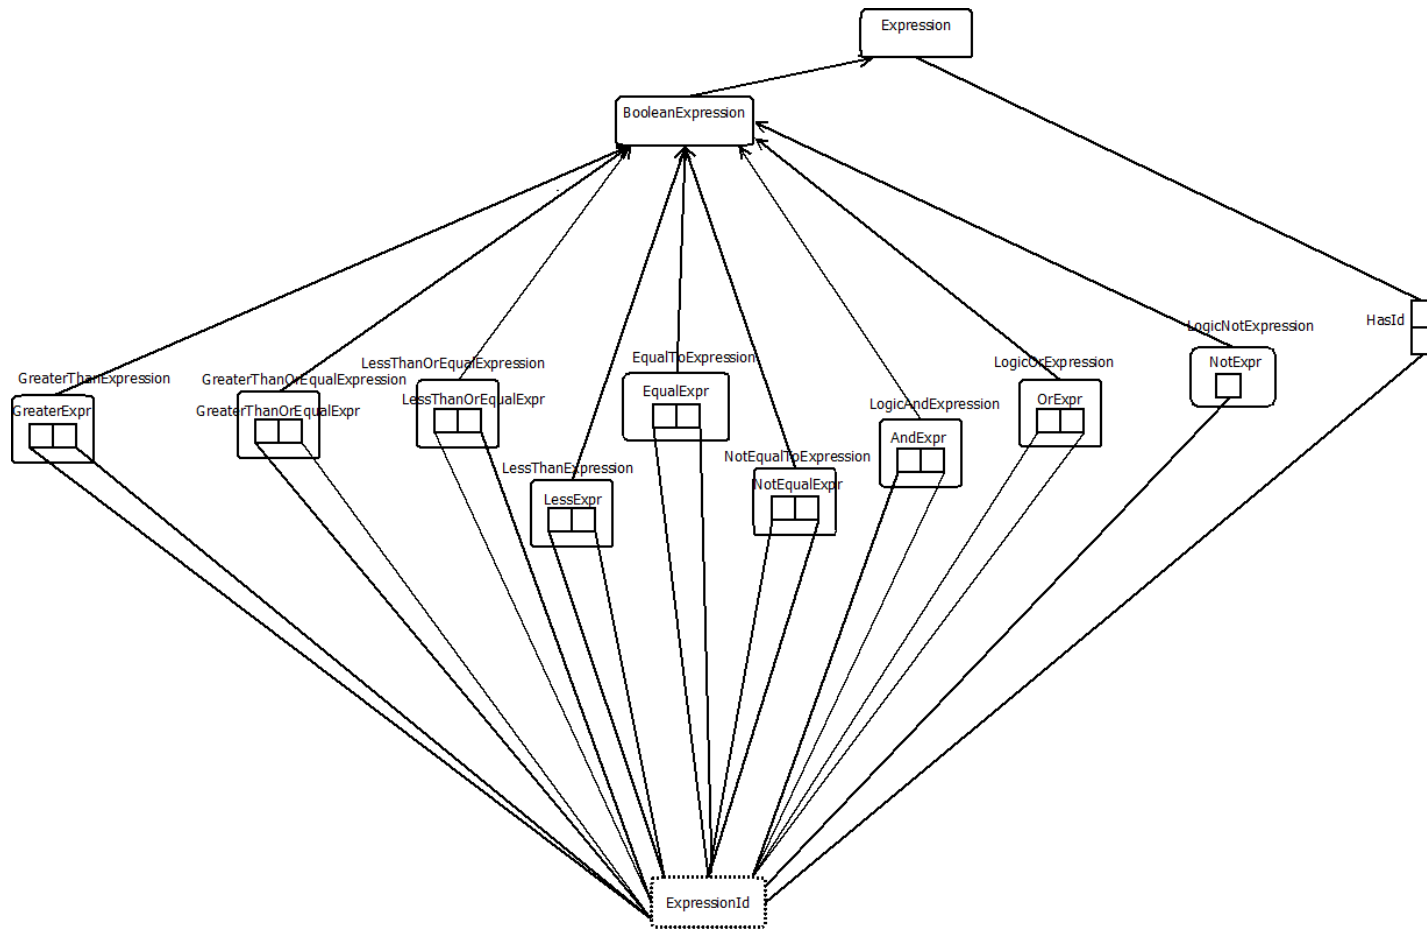 Expression
BooleanExpression
HasId
LogicNotExpression
EqualToExpression
LessThanOrEqualExpression
LogicOrExpression
NotExpr
GreaterThanExpression
GreaterThanOrEqualExpression
EqualExpr
LessThanOrEqualExpr
OrExpr
LogicAndExpression
GreaterExpr
GreaterThanOrEqualExpr
AndExpr
NotEqualToExpression
LessThanExpression
NotEqualExpr
LessExpr
ExpressionId